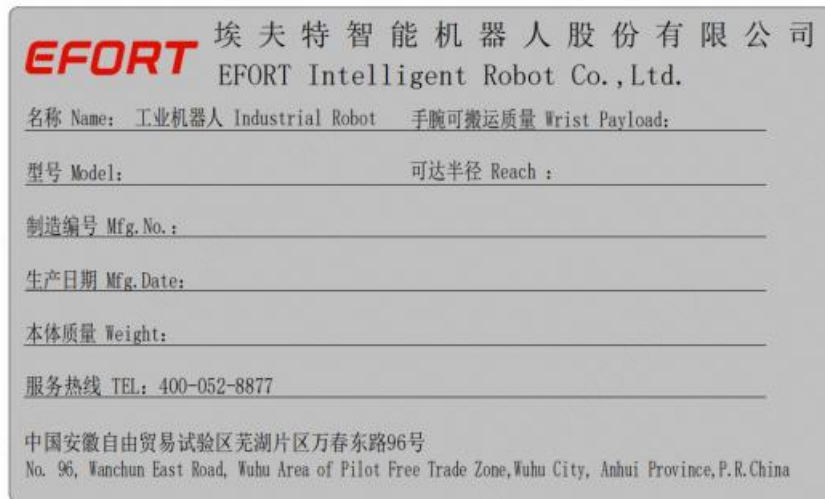 EFORT 埃夫特智能机器人股份有限公司
EFORT Intelligent Robot Co.,Ltd.
名称 Name: 工业机器人 Industrial Robot 手腕可搬运质量 Wrist Payload:
型号 Model: 可达半径 Reach :
制造编号 Mfg.No.:
生产日期 Mfg.Date:
本体质量 Weight:
服务热线 TEL: 400-052-8877
中国安徽自由贸易试验区芜湖片区万春东路96号
No. 96, Wanchun East Road, Wuhu Area of Pilot Free Trade Zone,Wuhu City, Anhui Province,P.R.China